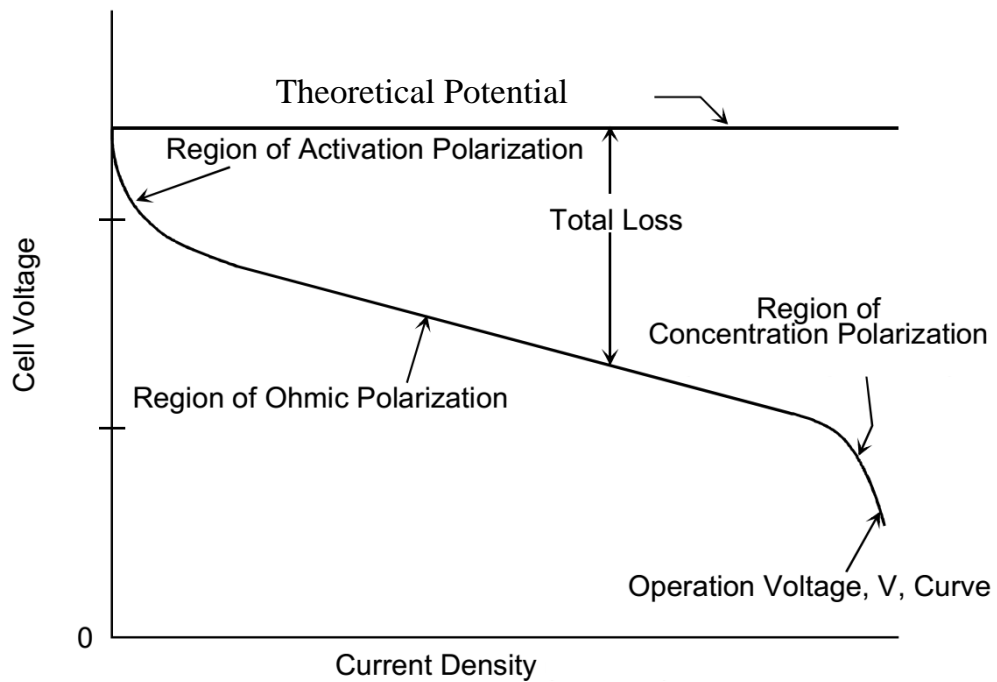 Theoretical Potential
Region of Activation Polarization
Total Loss
Region of
Concentration Polarization
Region of Ohmic Polarization
Operation Voltage, V, Curve
Cell Voltage
0
Current Density